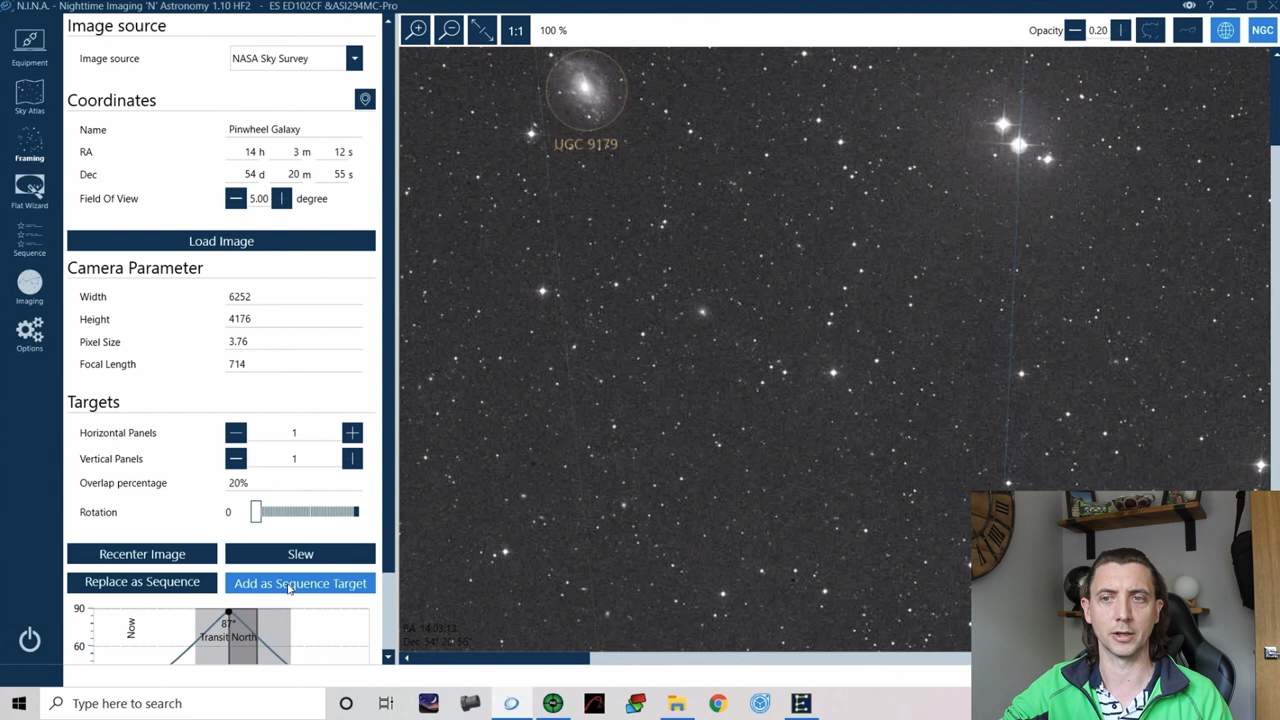 N.I.N.A. - Nighttime Imaging 'N' Astronomy 1.10 HF2 - ES ED102CF &ASI294MC-Pro
Equipment
Sky Atlas
Framing
Flat Wizard
Sequence
Imaging
Options
Image source
Image source NASA Sky Survey
Coordinates
Name Pinwheel Galaxy
RA 14 h 3 m 12 s
Dec 54 d 20 m 55 s
Field Of View 5.00 degree
Load Image
Camera Parameter
Width 6252
Height 4176
Pixel Size 3.76
Focal Length 714
Targets
Horizontal Panels 1
Vertical Panels 1
Overlap percentage 20%
Rotation 0
Recenter Image Slew
Replace as Sequence Add as Sequence Target
90
60
Now
87°
Transit North
1:1 100 %
Opacity 0.20 NGC
UGC 9179
RA 14:03:13
Type here to search